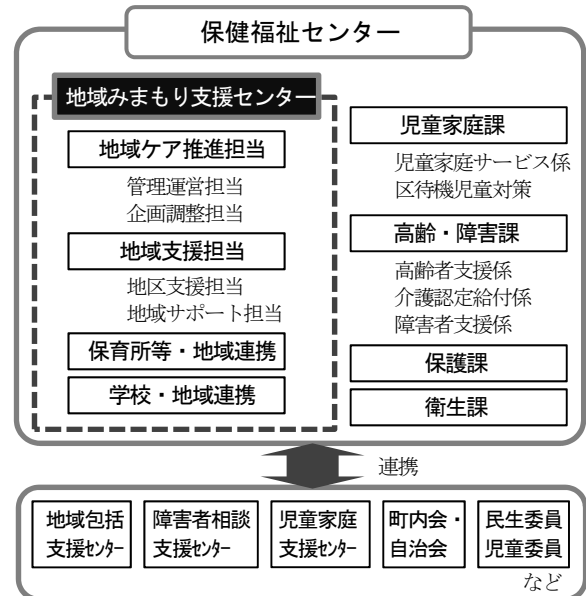 保健福祉センター
地域みまもり支援センター
地域ケア推進担当
管理運営担当
企画調整担当
地域支援担当
地区支援担当
地域サポート担当
保育所等・地域連携
学校・地域連携
児童家庭課
児童家庭サービス係
区待機児童対策
高齢・障害課
高齢者支援係
介護認定給付係
障害者支援係
保護課
衛生課
連携
地域包括
支援ｾﾝﾀｰ
障害者相談
支援ｾﾝﾀｰ
児童家庭
支援ｾﾝﾀｰ
町内会・
自治会
民生委員
児童委員
など